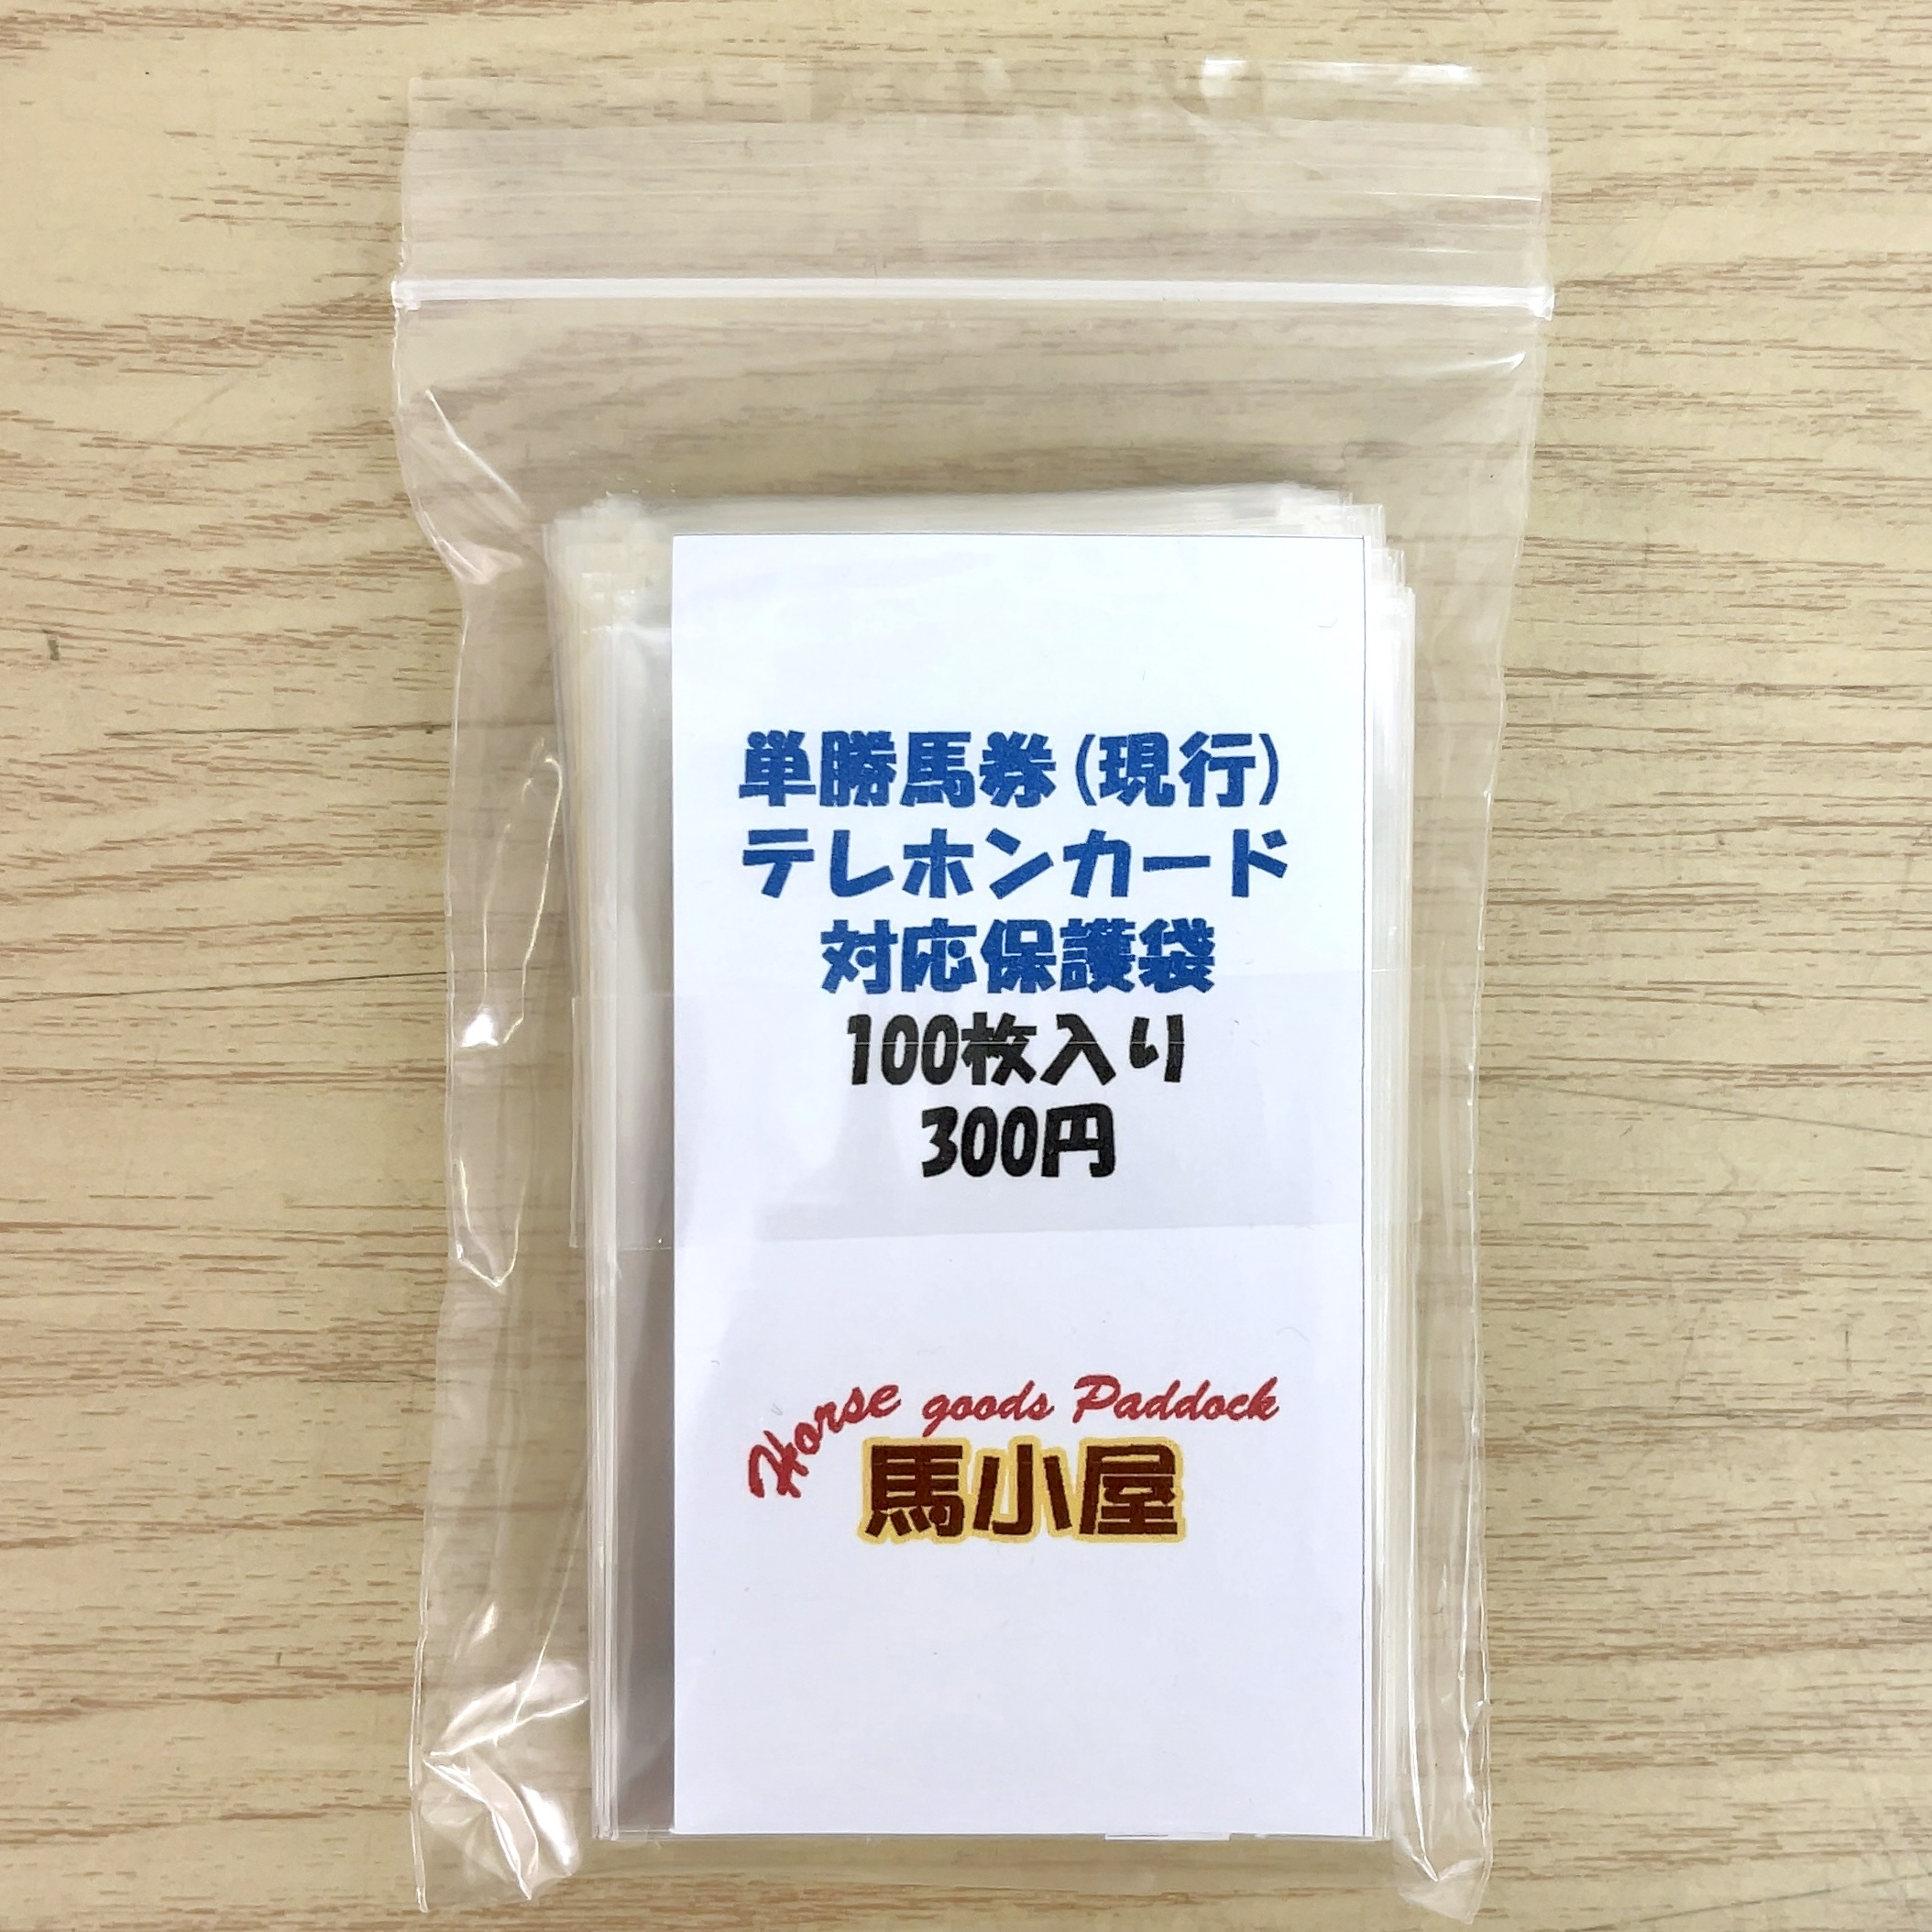 単勝馬券(現行)
テレホンカード
対応保護袋
100枚入り
300円
Horse goods Paddock
馬小屋